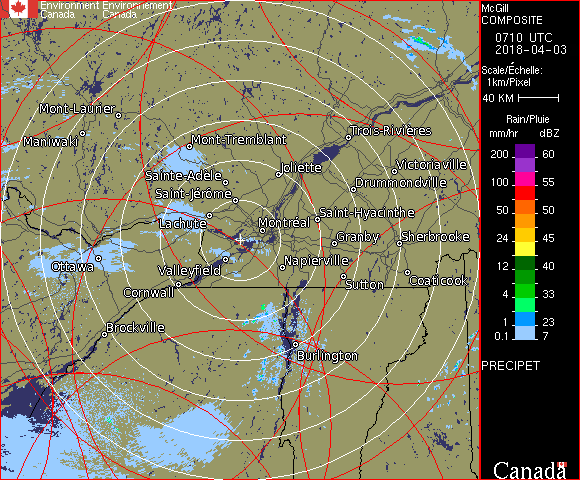 Environment Environnement
Canada Canada
McGill
COMPOSITE
0710 UTC
2018-04-03
Scale/Échelle:
1km/Pixel
40 KM
Rain/Pluie
mm/hr dBZ
200 60
100 55
50 50
24 45
12 40
4 33
1 23
0.1 7
PRECIPET
Mont-Laurier
Maniwaki
Mont-Tremblant
Trois-Rivières
Joliette
Victoriaville
Sainte-Adèle
Drummondville
Saint-Jérôme
Saint-Hyacinthe
Lachute
Montréal
Granby
Sherbrooke
Ottawa
Valleyfield
Napierville
Cornwall
Sutton
Coaticook
Brockville
Burlington
Canada